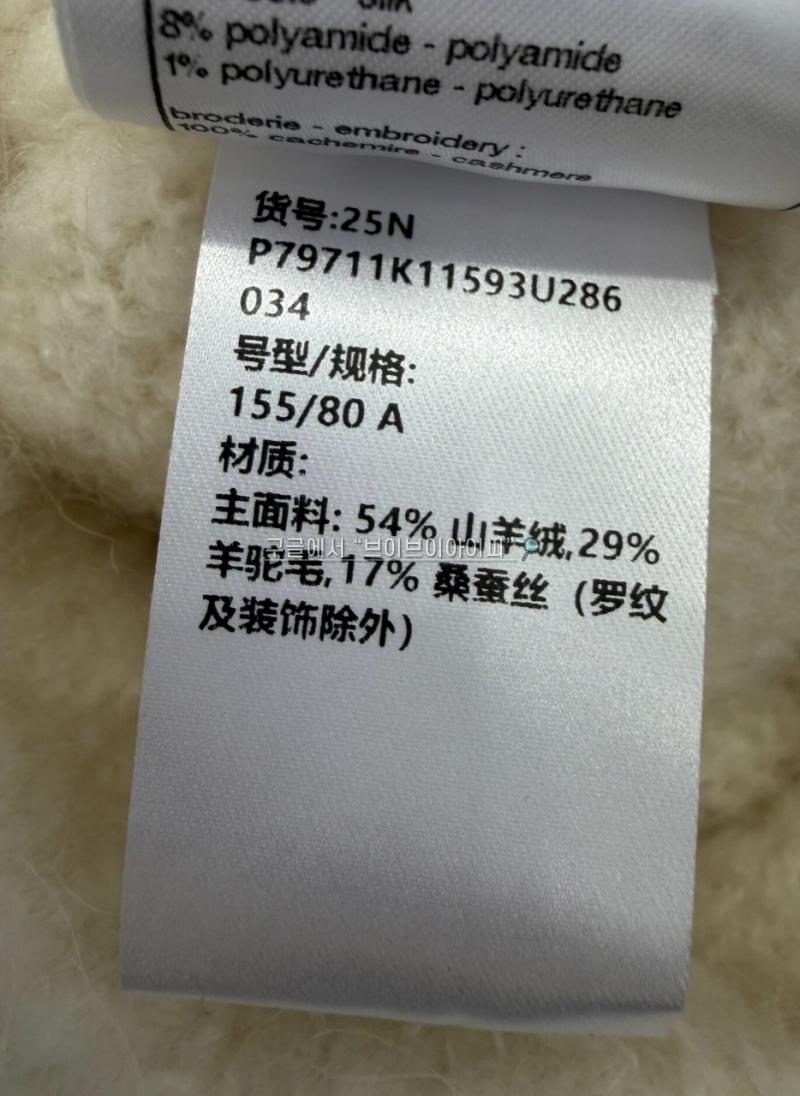 silk
8% polyamide - polyamide
1% polyurethane - polyurethane
broderie - embroidery :
100% cachemire - cashmere
货号:25N
P79711K11593U286
034
号型/规格:
155/80 A
材质:
主面料: 54% 山羊绒,29%
구글에서 “브이브이아이피”🔎
羊驼毛,17% 桑蚕丝（罗纹
及装饰除外）